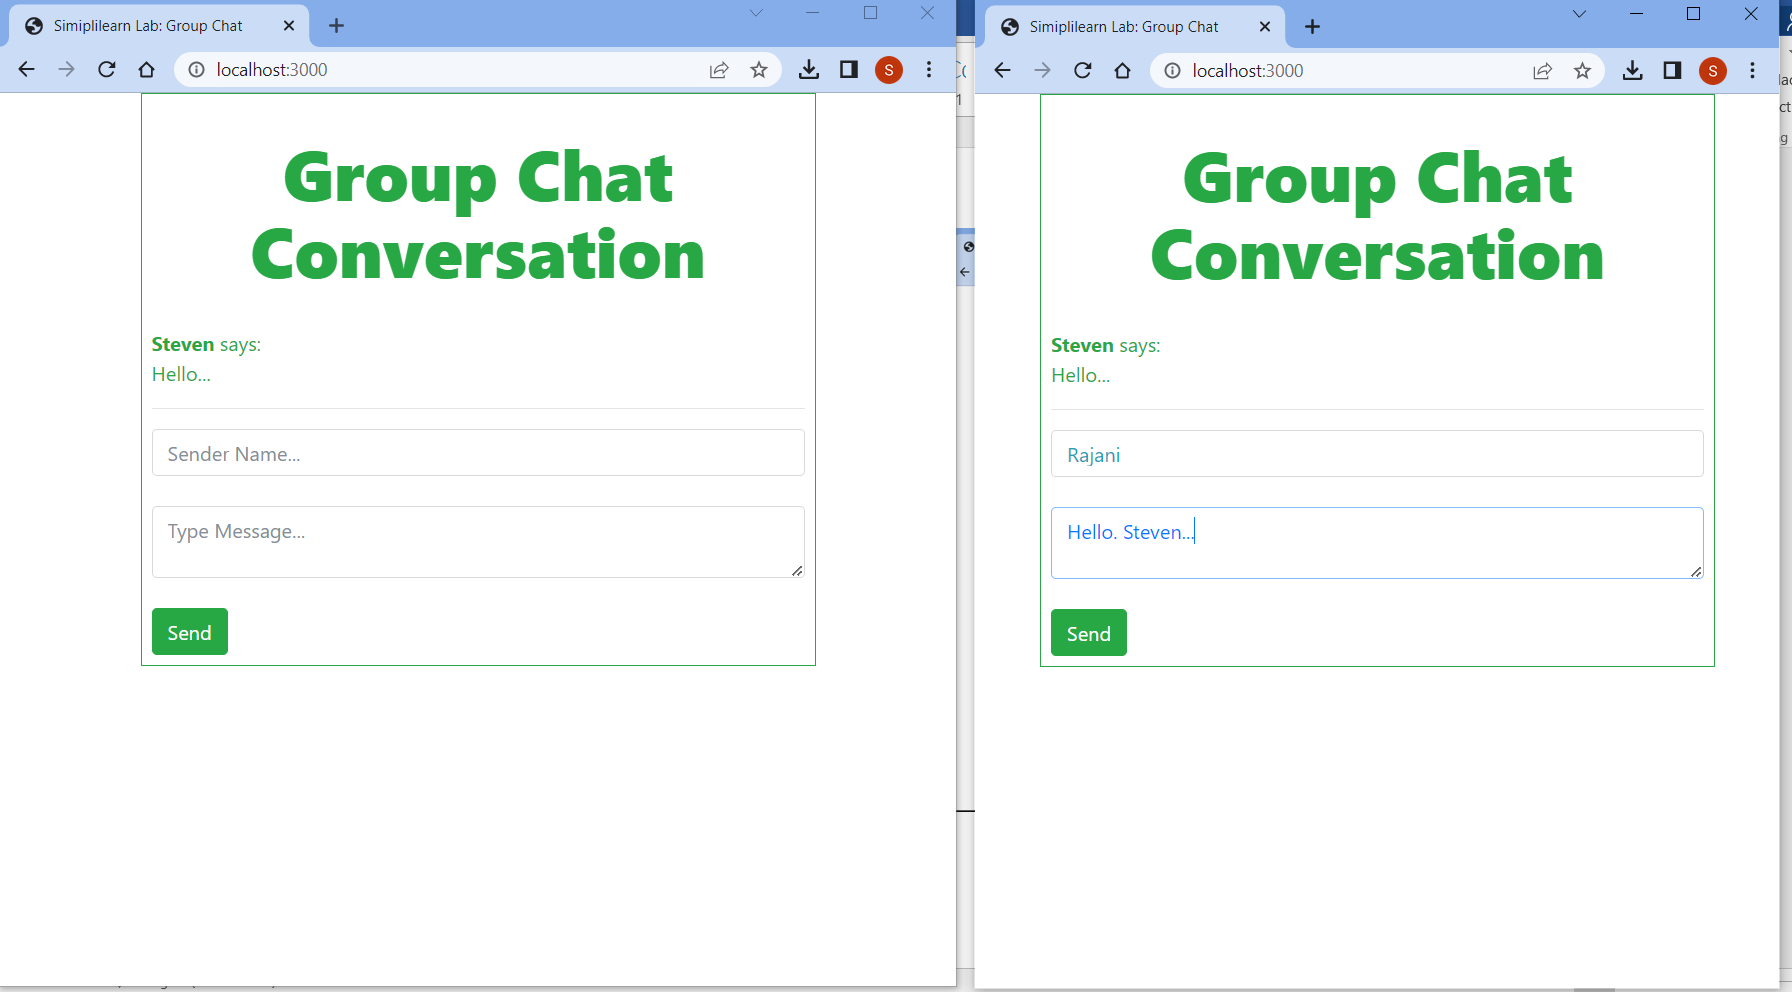 Simiplilearn Lab: Group Chat
localhost:3000
S
Group Chat
Conversation
Steven says:
Hello...
Sender Name...
Type Message...
Send
Simiplilearn Lab: Group Chat
localhost:3000
S
Group Chat
Conversation
Steven says:
Hello...
Rajani
Hello. Steven...
Send